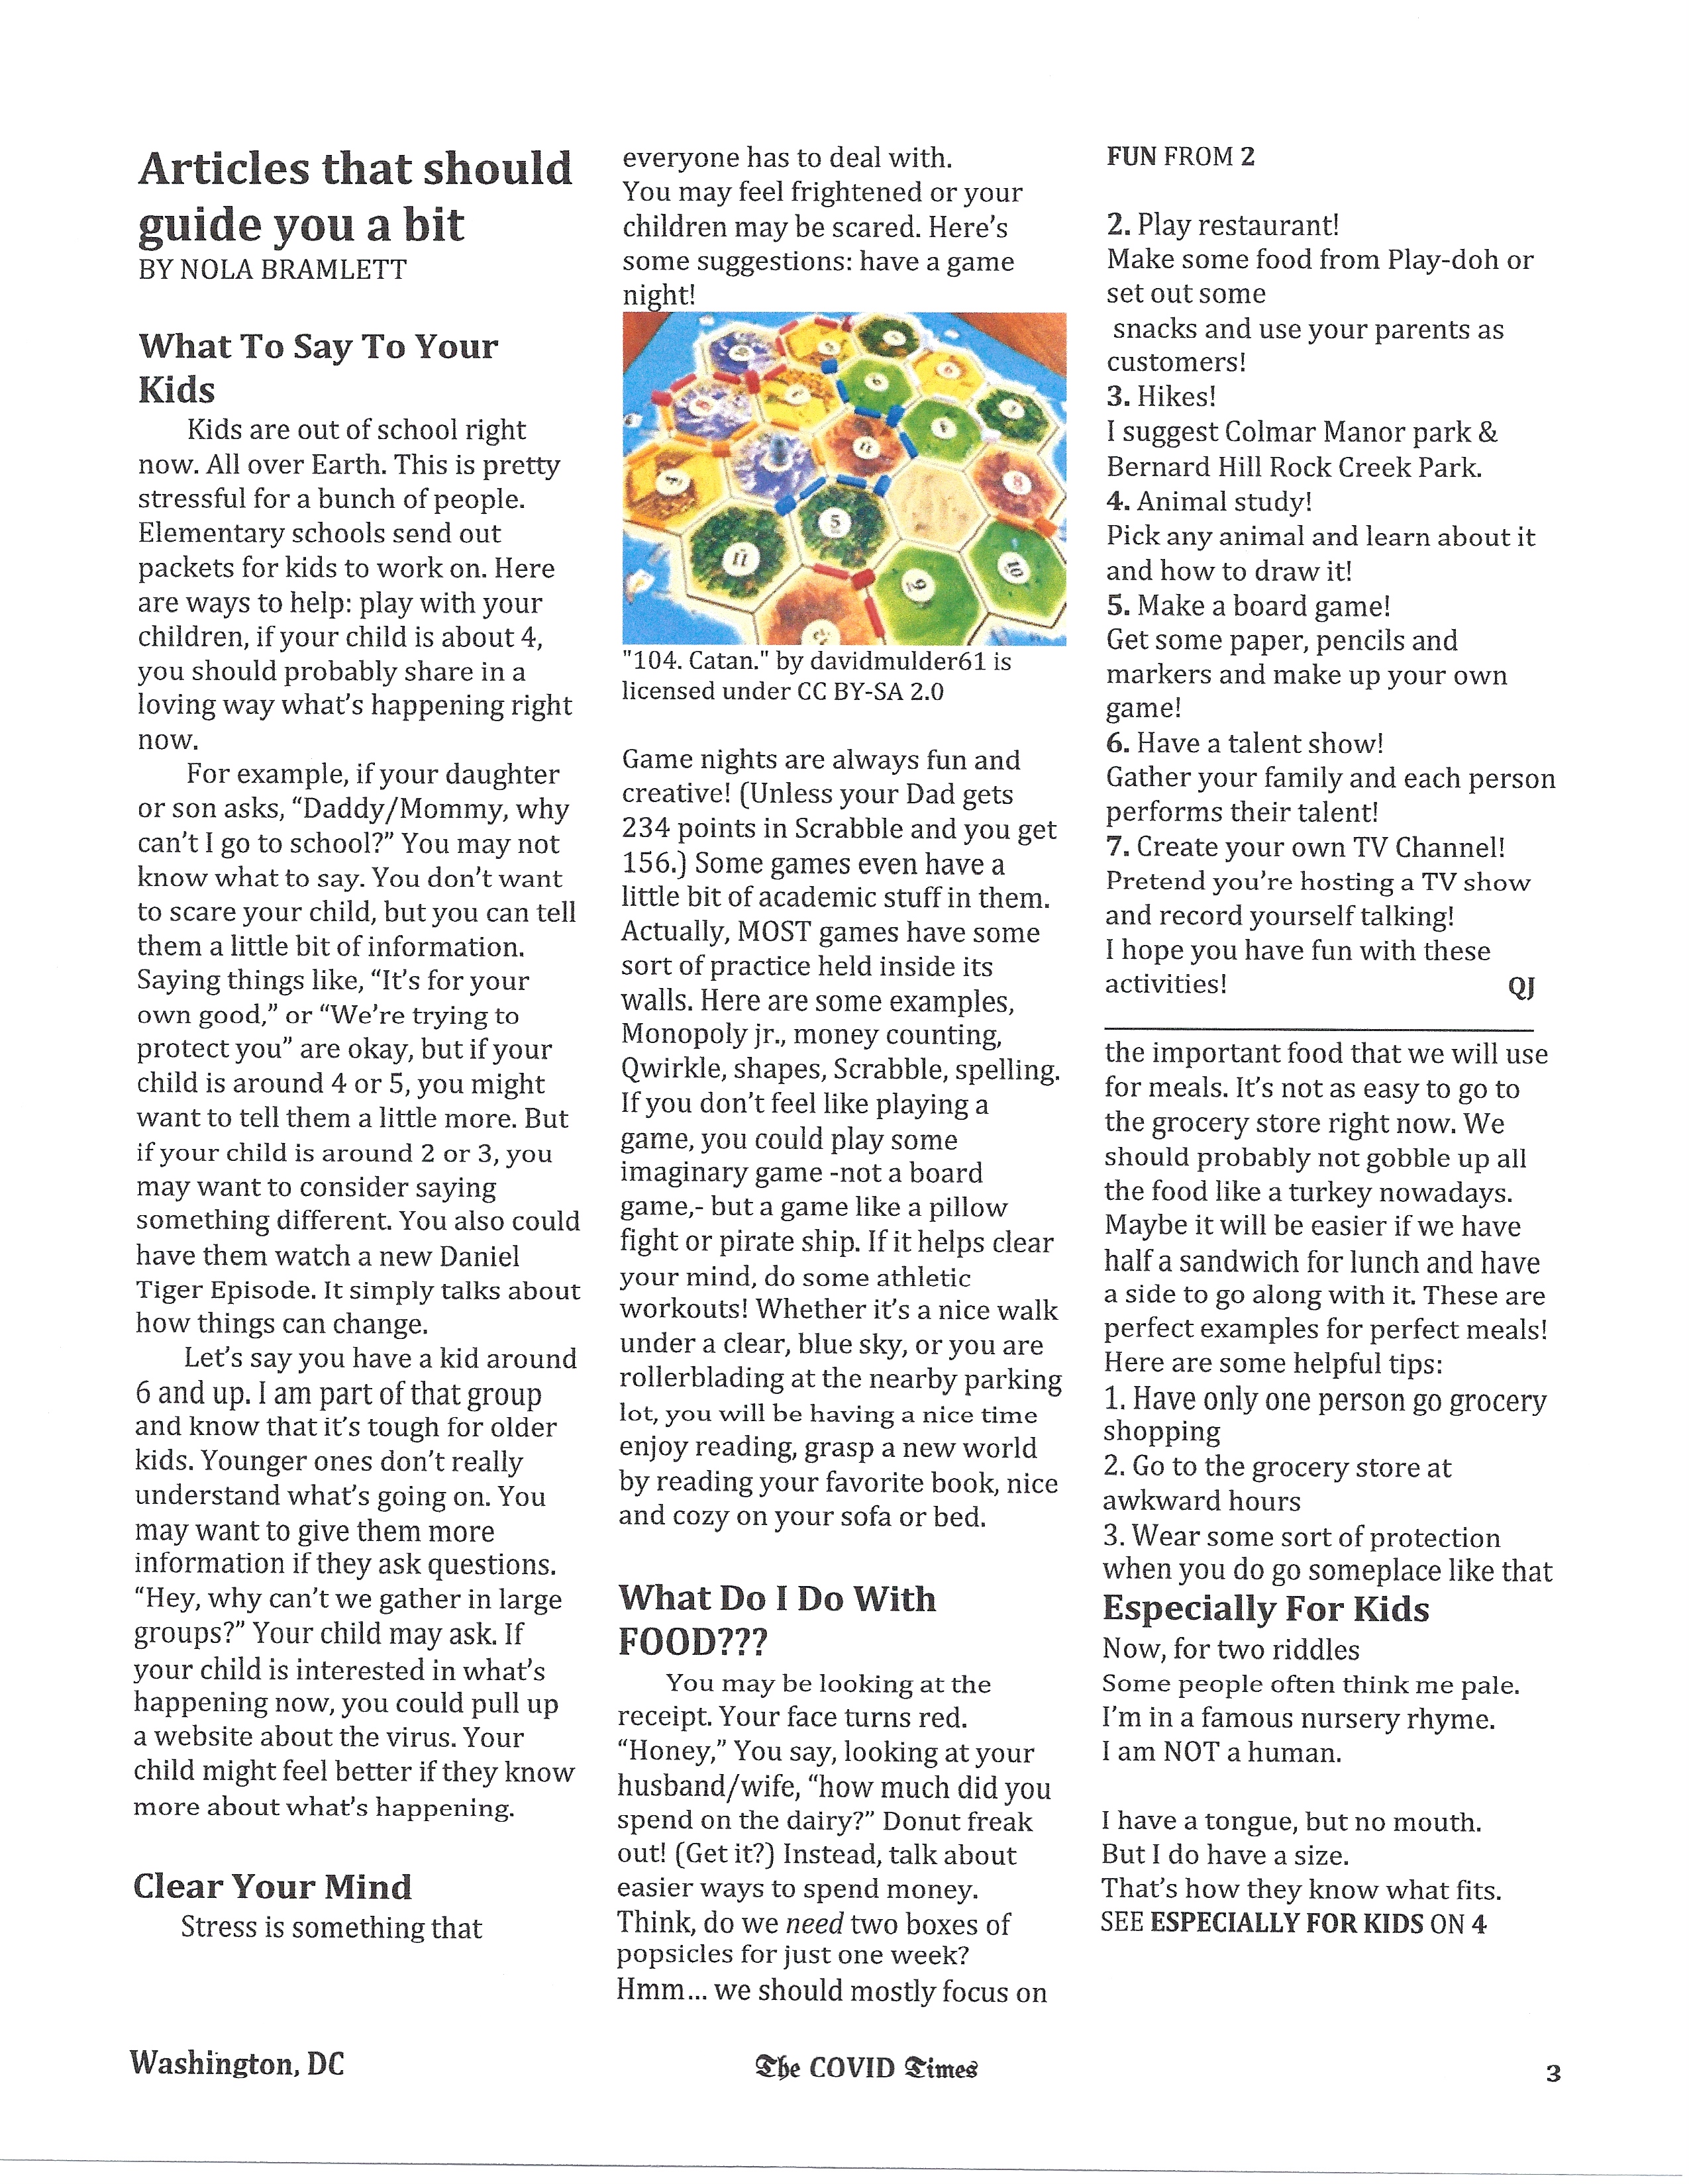 Articles that should
guide you a bit
BY NOLA BRAMLETT
What To Say To Your
Kids
Kids are out of school right
now. All over Earth. This is pretty
stressful for a bunch of people.
Elementary schools send out
packets for kids to work on. Here
are ways to help: play with your
children, if your child is about 4,
you should probably share in a
loving way what's happening right
now.
For example, if your daughter
or son asks, “Daddy/Mommy, why
can't I go to school?” You may not
know what to say. You don't want
to scare your child, but you can tell
them a little bit of information.
Saying things like, “It's for your
own good,” or “We're trying to
protect you” are okay, but if your
child is around 4 or 5, you might
want to tell them a little more. But
if your child is around 2 or 3, you
may want to consider saying
something different. You also could
have them watch a new Daniel
Tiger Episode. It simply talks about
how things can change.
Let's say you have a kid around
6 and up. I am part of that group
and know that it's tough for older
kids. Younger ones don't really
understand what's going on. You
may want to give them more
information if they ask questions.
“Hey, why can't we gather in large
groups?” Your child may ask. If
your child is interested in what's
happening now, you could pull up
a website about the virus. Your
child might feel better if they know
more about what's happening.
Clear Your Mind
Stress is something that
everyone has to deal with.
You may feel frightened or your
children may be scared. Here's
some suggestions: have a game
night!
11
5
9
10
8
6
"104. Catan." by davidmulder61 is
licensed under CC BY-SA 2.0
Game nights are always fun and
creative! (Unless your Dad gets
234 points in Scrabble and you get
156.) Some games even have a
little bit of academic stuff in them.
Actually, MOST games have some
sort of practice held inside its
walls. Here are some examples,
Monopoly jr., money counting,
Qwirkle, shapes, Scrabble, spelling.
If you don't feel like playing a
game, you could play some
imaginary game -not a board
game,- but a game like a pillow
fight or pirate ship. If it helps clear
your mind, do some athletic
workouts! Whether it's a nice walk
under a clear, blue sky, or you are
rollerblading at the nearby parking
lot, you will be having a nice time
enjoy reading, grasp a new world
by reading your favorite book, nice
and cozy on your sofa or bed.
What Do I Do With
FOOD???
You may be looking at the
receipt. Your face turns red.
“Honey,” You say, looking at your
husband/wife, “how much did you
spend on the dairy?” Donut freak
out! (Get it?) Instead, talk about
easier ways to spend money.
Think, do we need two boxes of
popsicles for just one week?
Hmm... we should mostly focus on
FUN FROM 2
2. Play restaurant!
Make some food from Play-doh or
set out some
snacks and use your parents as
customers!
3. Hikes!
I suggest Colmar Manor park &
Bernard Hill Rock Creek Park.
4. Animal study!
Pick any animal and learn about it
and how to draw it!
5. Make a board game!
Get some paper, pencils and
markers and make up your own
game!
6. Have a talent show!
Gather your family and each person
performs their talent!
7. Create your own TV Channel!
Pretend you're hosting a TV show
and record yourself talking!
I hope you have fun with these
activities! QJ
the important food that we will use
for meals. It's not as easy to go to
the grocery store right now. We
should probably not gobble up all
the food like a turkey nowadays.
Maybe it will be easier if we have
half a sandwich for lunch and have
a side to go along with it. These are
perfect examples for perfect meals!
Here are some helpful tips:
1. Have only one person go grocery
shopping
2. Go to the grocery store at
awkward hours
3. Wear some sort of protection
when you do go someplace like that
Especially For Kids
Now, for two riddles
Some people often think me pale.
I'm in a famous nursery rhyme.
I am NOT a human.
I have a tongue, but no mouth.
But I do have a size.
That's how they know what fits.
SEE ESPECIALLY FOR KIDS ON 4
Washington, DC
The COVID Times
3